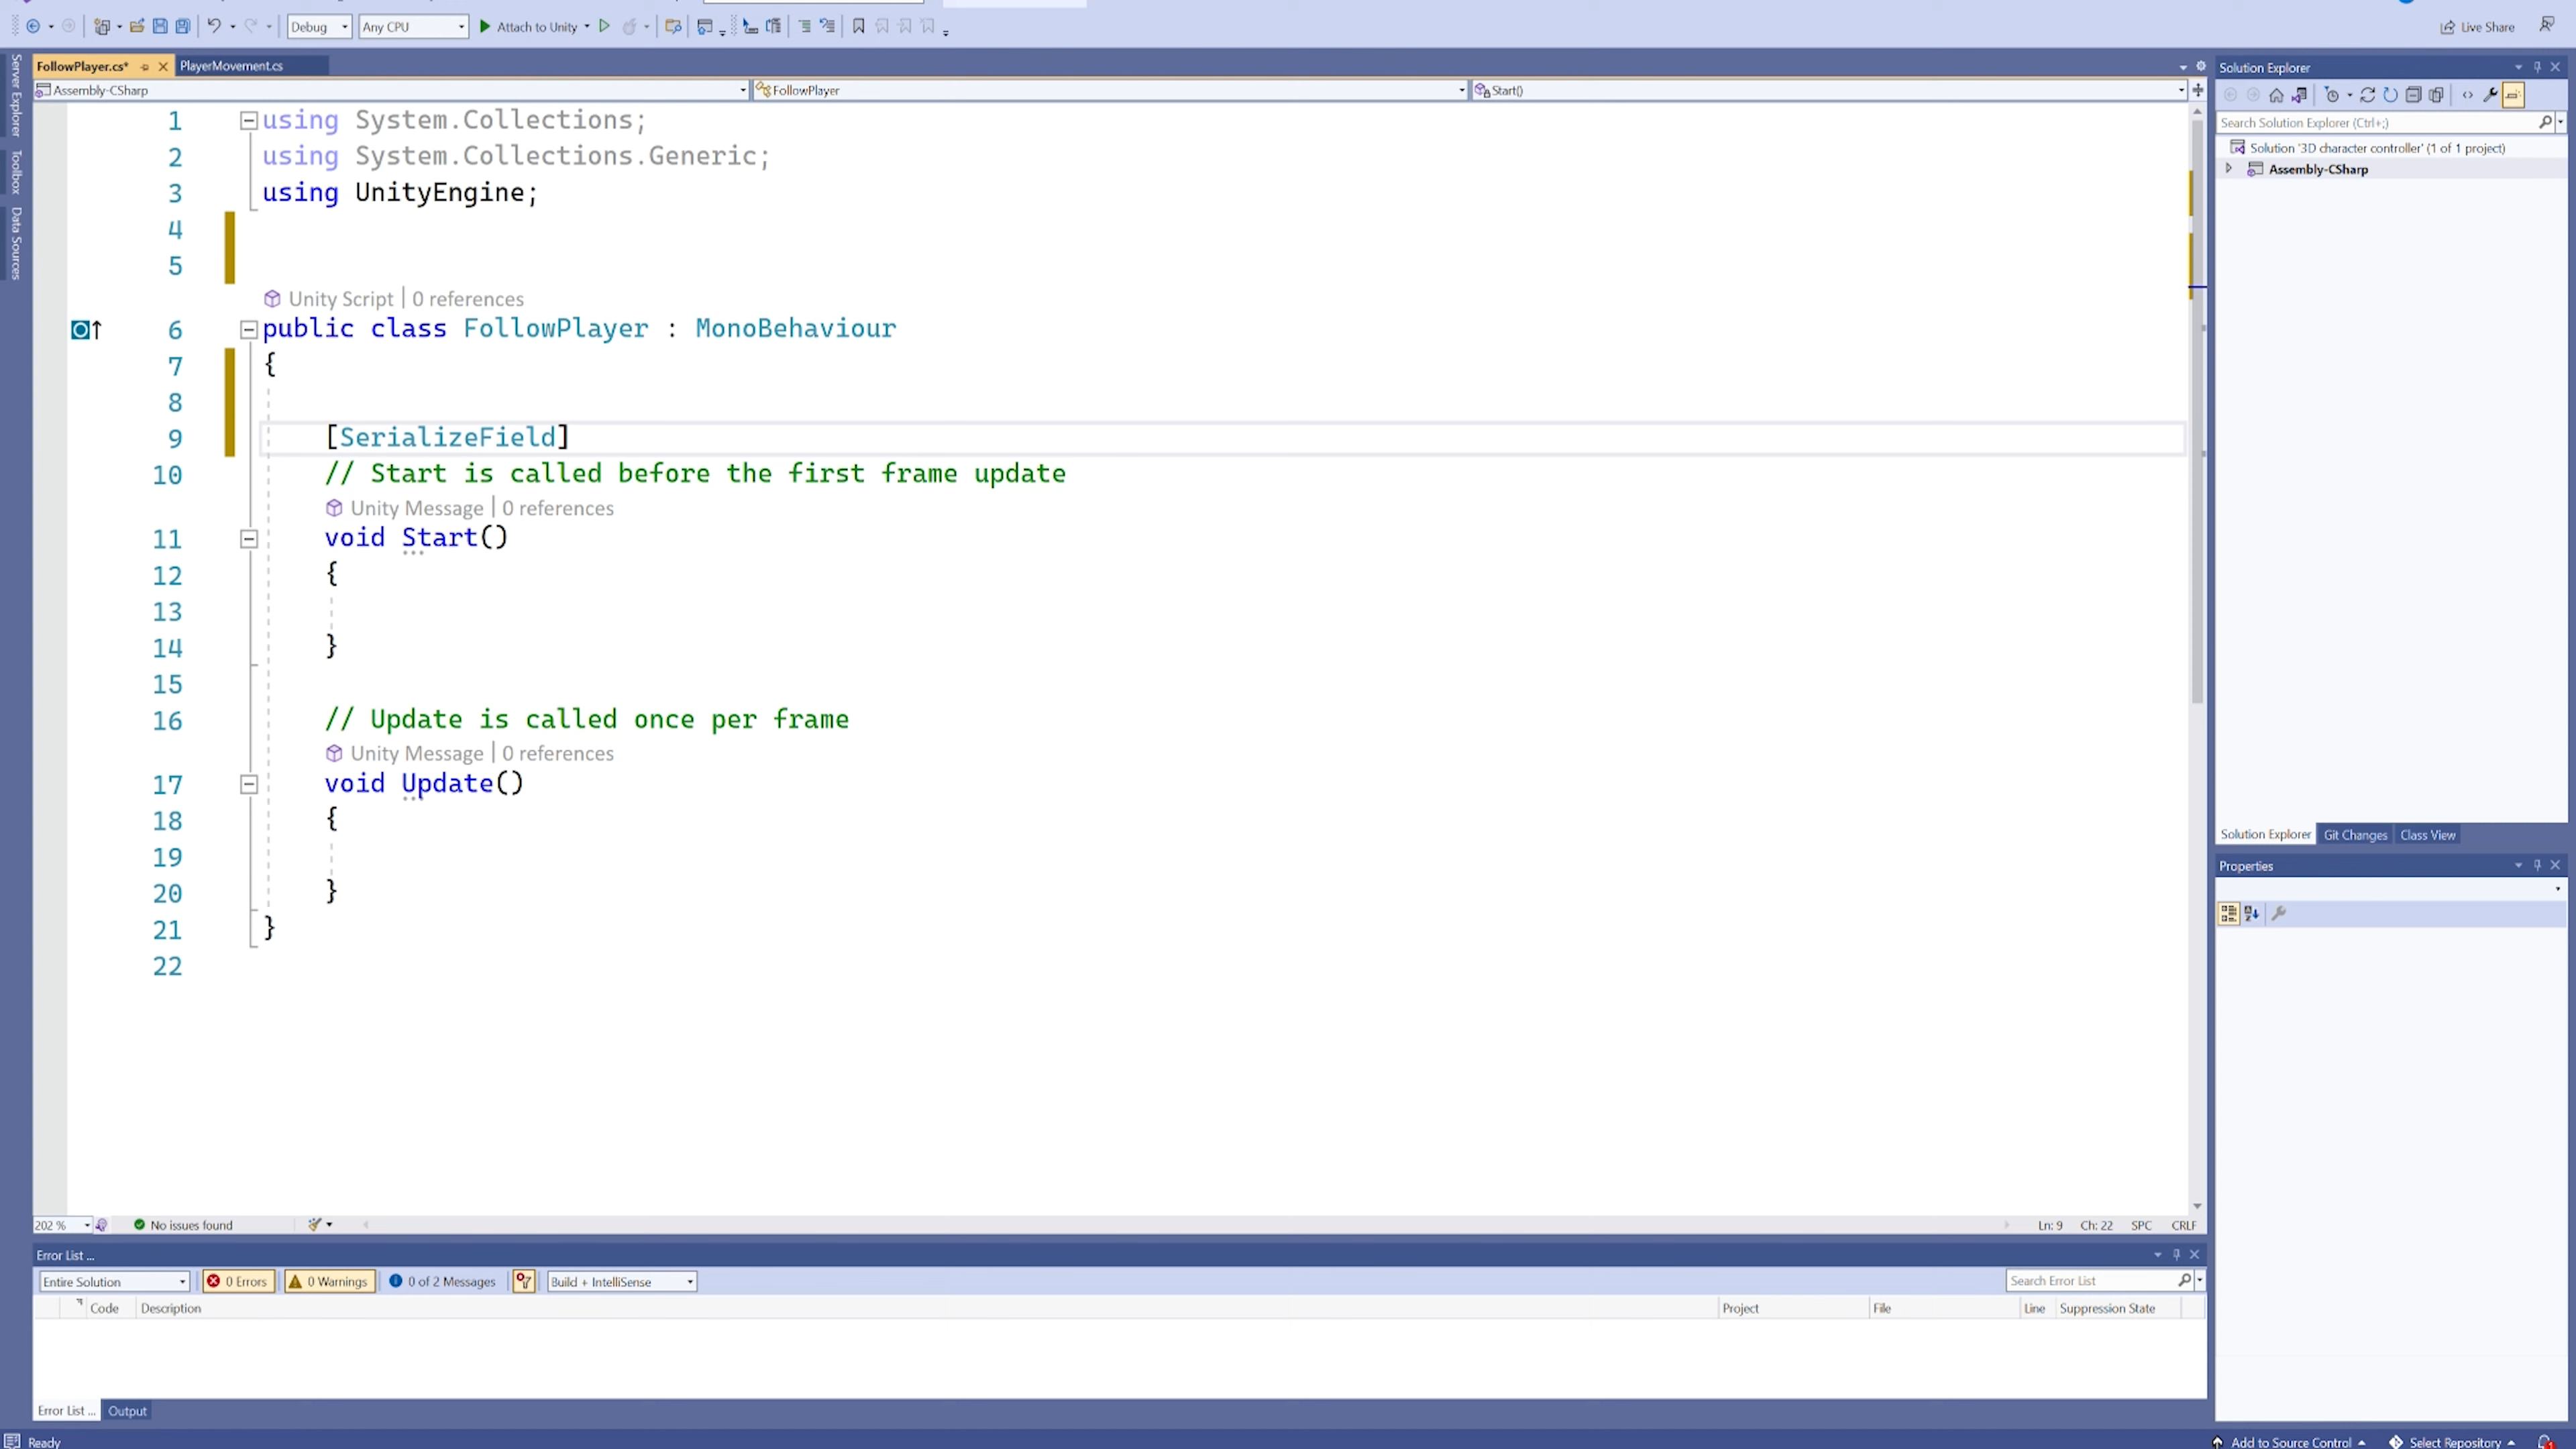 Debug
Any CPU
Attach to Unity
Live Share
Server Explorer
Toolbox
Data Sources
FollowPlayer.cs*
PlayerMovement.cs
Assembly-CSharp
FollowPlayer
Start()
1 using System.Collections;
2 using System.Collections.Generic;
3 using UnityEngine;
4
5
Unity Script | 0 references
6 public class FollowPlayer : MonoBehaviour
7 {
8
9 [SerializeField]
10 // Start is called before the first frame update
Unity Message | 0 references
11 void Start()
12 {
13
14 }
15
16 // Update is called once per frame
Unity Message | 0 references
17 void Update()
18 {
19
20 }
21 }
22
202 %
No issues found
Ln: 9 Ch: 22 SPC CRLF
Error List ...
Entire Solution
0 Errors
0 Warnings
0 of 2 Messages
Build + IntelliSense
Search Error List
Code Description Project File Line Suppression State
Error List ... Output
Ready
Solution Explorer
Search Solution Explorer (Ctrl+;)
Solution '3D character controller' (1 of 1 project)
Assembly-CSharp
Solution Explorer Git Changes Class View
Properties
Add to Source Control
Select Repository